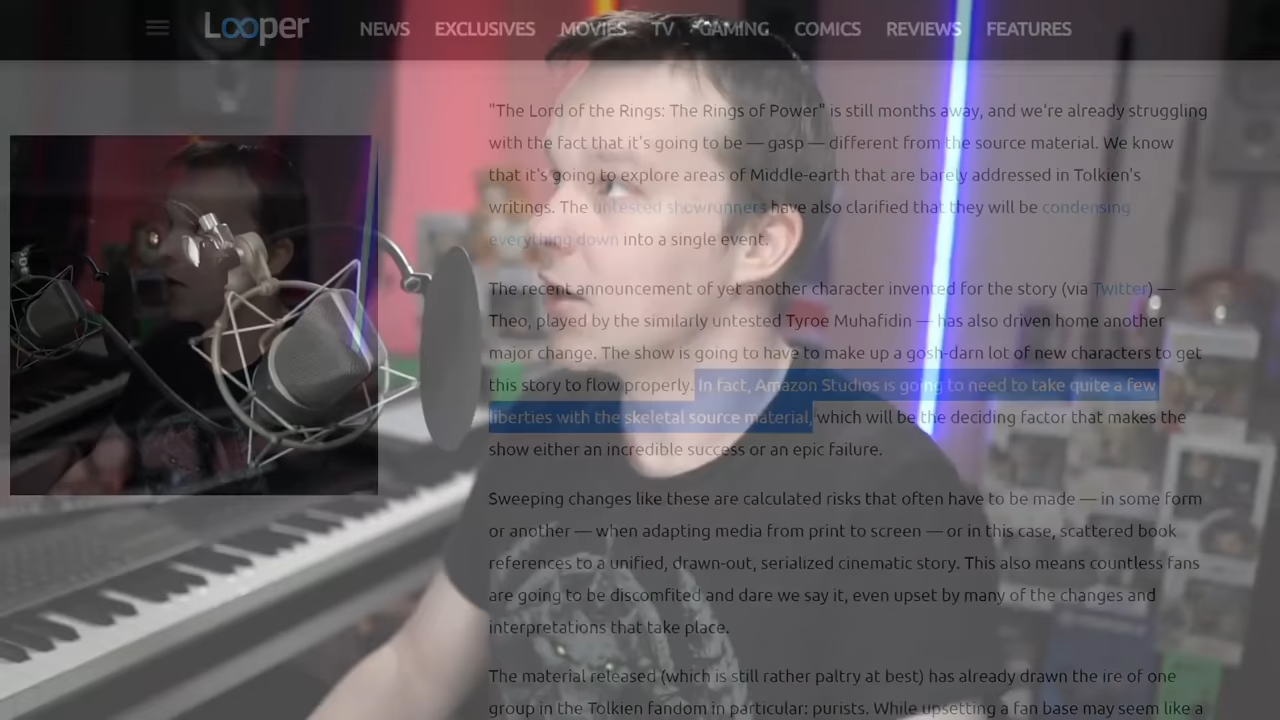 Looper
NEWS EXCLUSIVES MOVIES TV GAMING COMICS REVIEWS FEATURES
"The Lord of the Rings: The Rings of Power" is still months away, and we're already struggling
with the fact that it's going to be — gasp — different from the source material. We know
that it's going to explore areas of Middle-earth that are barely addressed in Tolkien's
writings. The untested showrunners have also clarified that they will be condensing
everything down into a single event.
The recent announcement of yet another character invented for the story (via Twitter) —
Theo, played by the similarly untested Tyroe Muhafidin — has also driven home another
major change. The show is going to have to make up a gosh-darn lot of new characters to get
this story to flow properly. In fact, Amazon Studios is going to need to take quite a few
liberties with the skeletal source material, which will be the deciding factor that makes the
show either an incredible success or an epic failure.
Sweeping changes like these are calculated risks that often have to be made — in some form
or another — when adapting media from print to screen — or in this case, scattered book
references to a unified, drawn-out, serialized cinematic story. This also means countless fans
are going to be discomfited and dare we say it, even upset by many of the changes and
interpretations that take place.
The material released (which is still rather paltry at best) has already drawn the ire of one
group in the Tolkien fandom in particular: purists. While upsetting a fan base may seem like a